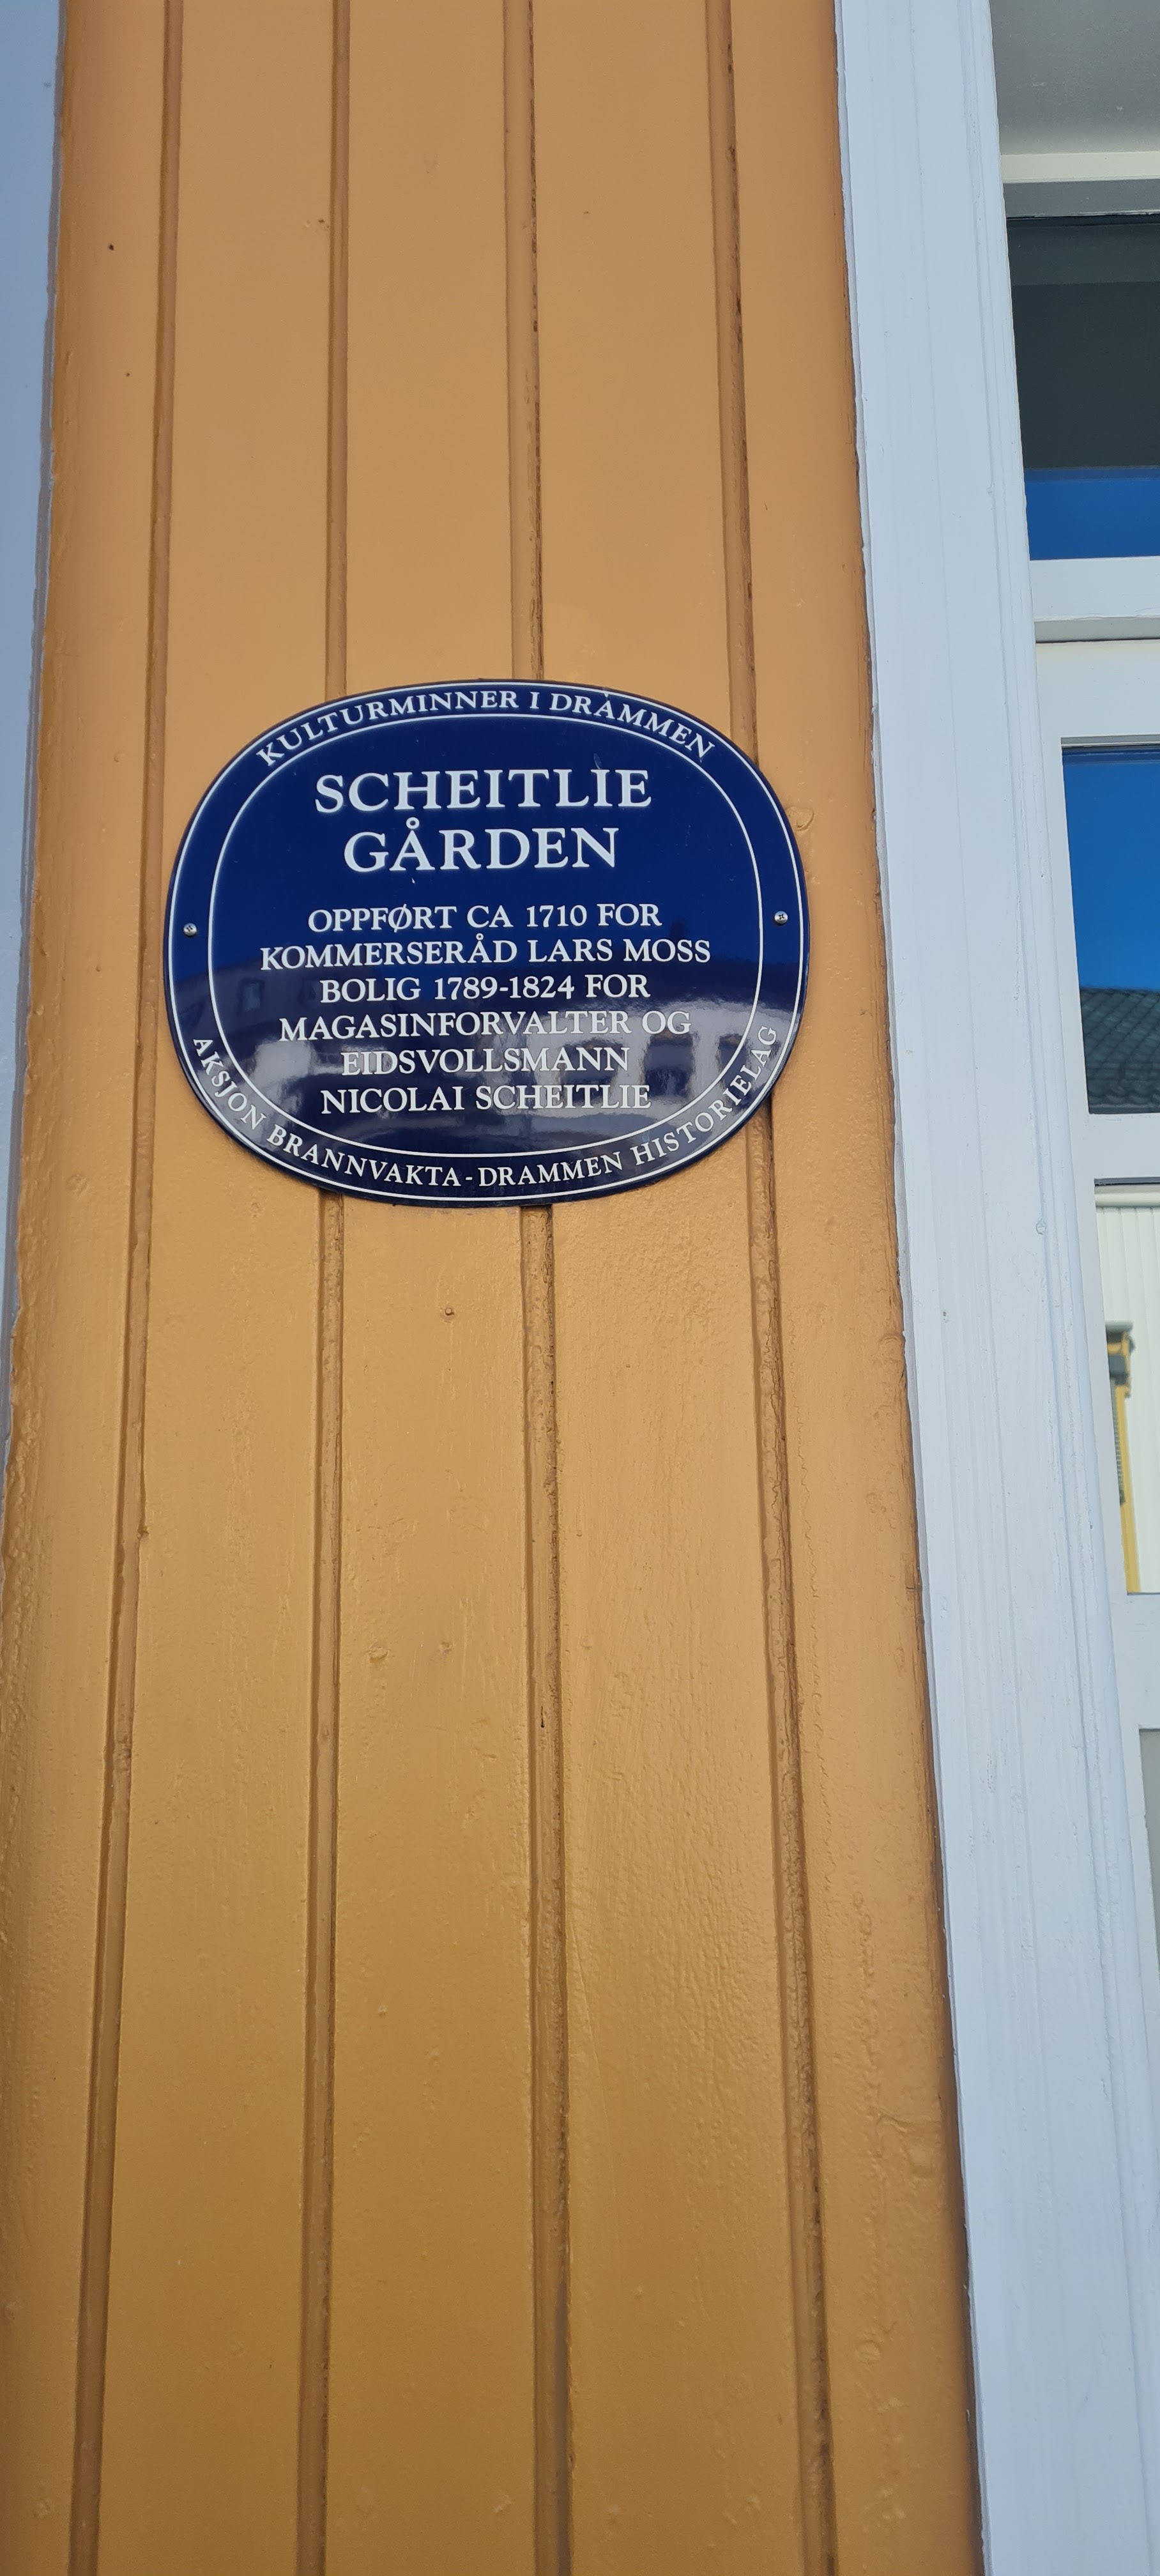 KULTURMINNER I DRAMMEN
SCHEITLIE
GÅRDEN
OPPFØRT CA 1710 FOR
KOMMERSERÅD LARS MOSS
BOLIG 1789-1824 FOR
MAGASINFORVALTER OG
EIDSVOLLSMANN
NICOLAI SCHEITLIE
AKSJON BRANNVAKTA - DRAMMEN HISTORIELAG